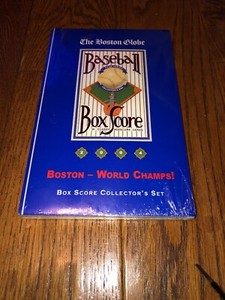 The Boston Globe
Baseball
Box Score
BOSTON – WORLD CHAMPS!
BOX SCORE COLLECTOR'S SET